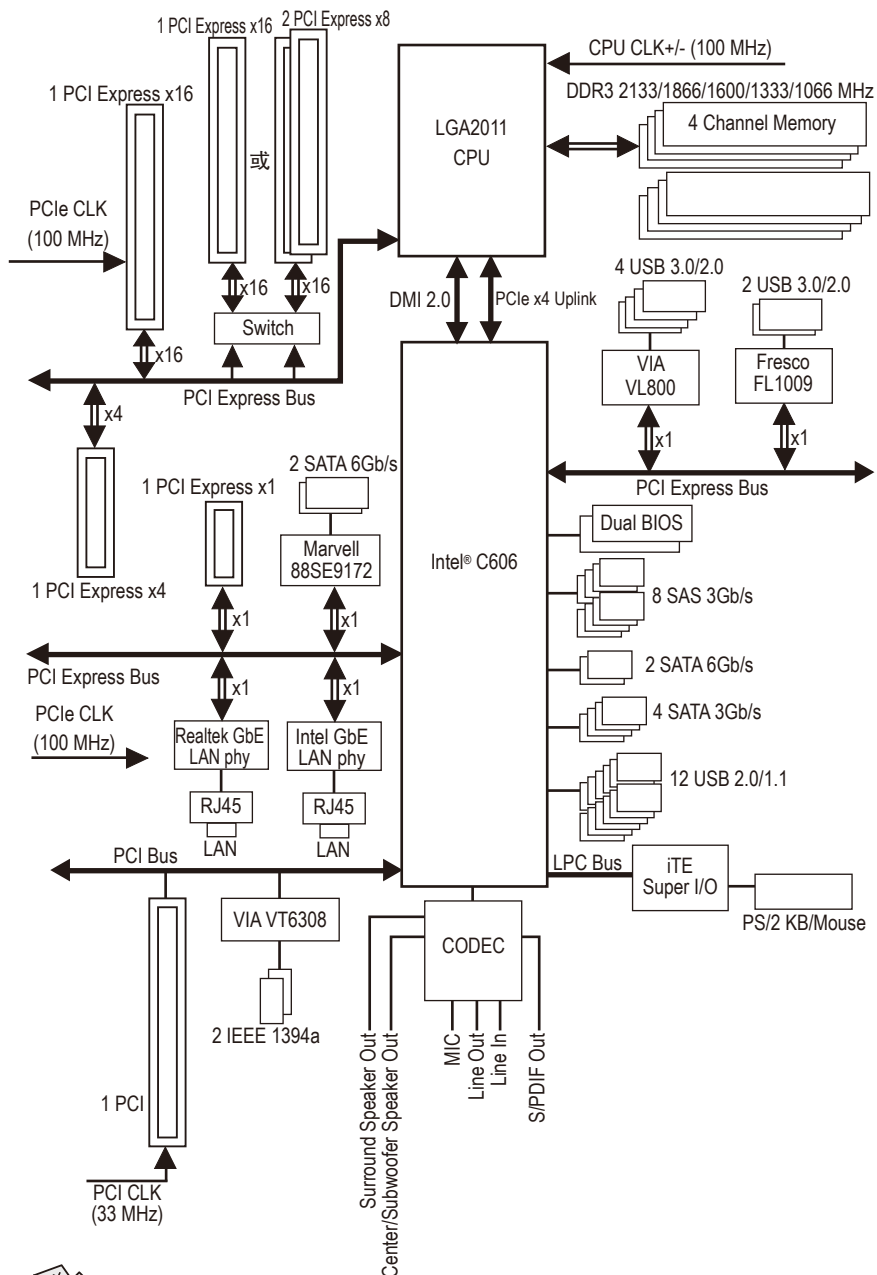 1 PCI Express x16
2 PCI Express x8
CPU CLK+/- (100 MHz)
DDR3 2133/1866/1600/1333/1066 MHz
1 PCI Express x16
4 Channel Memory
LGA2011
CPU
或
PCIe CLK
(100 MHz)
x16
x16
4 USB 3.0/2.0
2 USB 3.0/2.0
DMI 2.0
PCIe x4 Uplink
Switch
x16
VIA
VL800
Fresco
FL1009
PCI Express Bus
x4
x1
x1
2 SATA 6Gb/s
1 PCI Express x1
PCI Express Bus
Dual BIOS
Marvell
88SE9172
Intel® C606
1 PCI Express x4
8 SAS 3Gb/s
x1
x1
PCI Express Bus
2 SATA 6Gb/s
x1
x1
PCIe CLK
(100 MHz)
4 SATA 3Gb/s
Realtek GbE
LAN phy
Intel GbE
LAN phy
12 USB 2.0/1.1
RJ45
RJ45
LAN
LAN
PCI Bus
LPC Bus
iTE
Super I/O
VIA VT6308
PS/2 KB/Mouse
CODEC
2 IEEE 1394a
Surround Speaker Out
Center/Subwoofer Speaker Out
MIC
Line Out
Line In
S/PDIF Out
1 PCI
PCI CLK
(33 MHz)